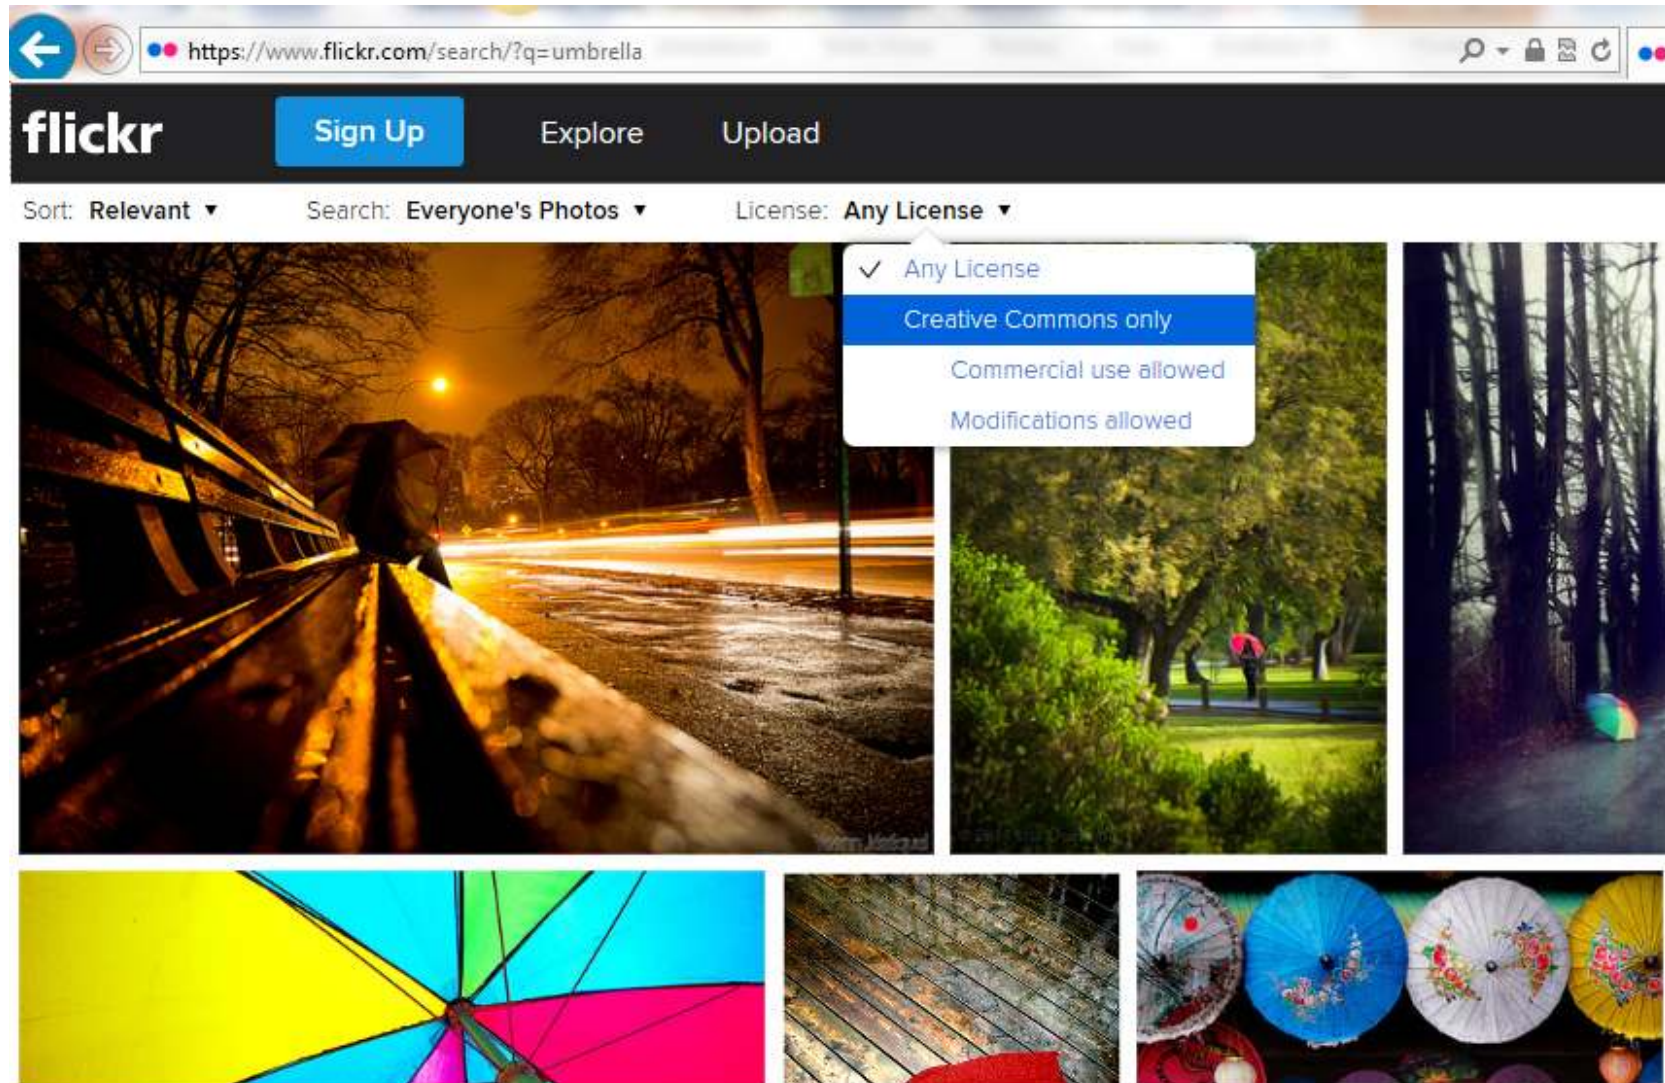 https://www.flickr.com/search/?q=umbrella
flickr Sign Up Explore Upload
Sort: Relevant ▼ Search: Everyone's Photos ▼ License: Any License ▼
✓ Any License
Creative Commons only
Commercial use allowed
Modifications allowed